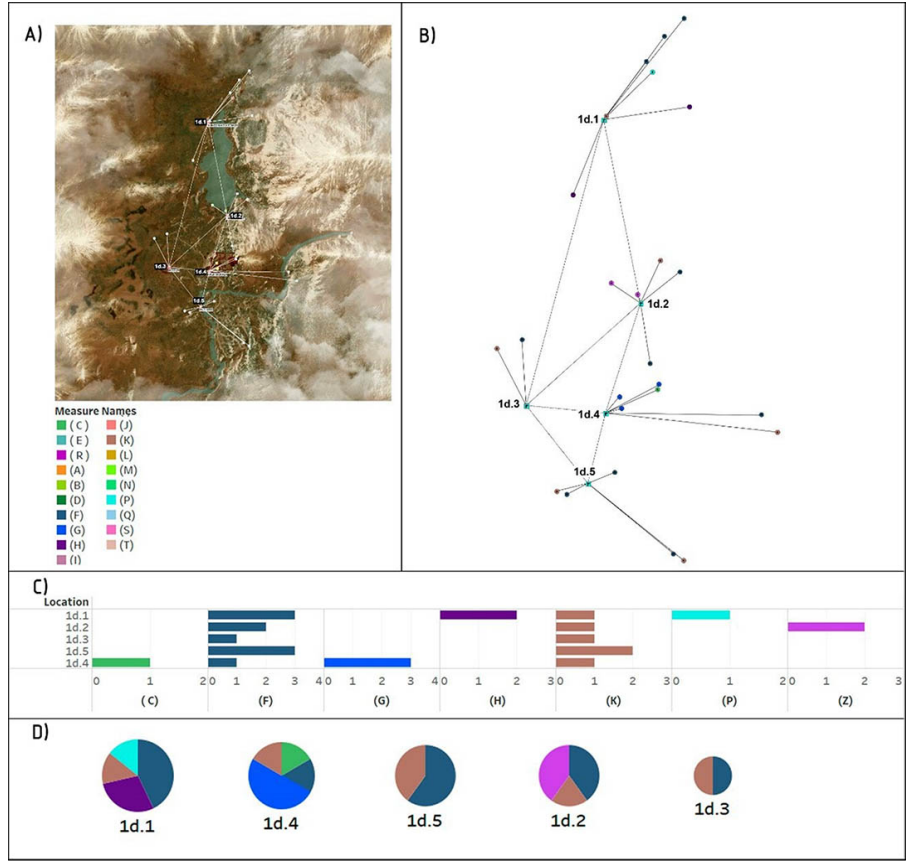 A)
B)
1d.1
1d.2
1d.3
1d.4
1d.5
1d.1
1d.2
1d.3
1d.4
1d.5
Measure Names
( C ) (J)
( E ) (K)
( R ) (L)
(A) (M)
(B) (N)
(D) (P)
(F) (Q)
(G) (S)
(H) (T)
(I)
C)
Location
1d.1
1d.2
1d.3
1d.5
1d.4
0 1 2 0 1 2 3 4 0 1 2 3 4 0 1 2 3 0 1 2 3 0 1 2 0 1 2 3
( C) (F) (G) (H) (K) (P) (Z)
D)
1d.1 1d.4 1d.5 1d.2 1d.3